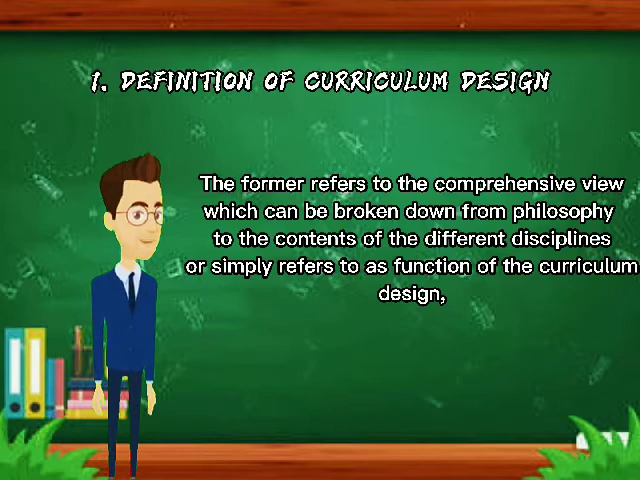 1. DEFINITION OF CURRICULUM DESIGN
The former refers to the comprehensive view
which can be broken down from philosophy
to the contents of the different disciplines
or simply refers to as function of the curriculum
design,